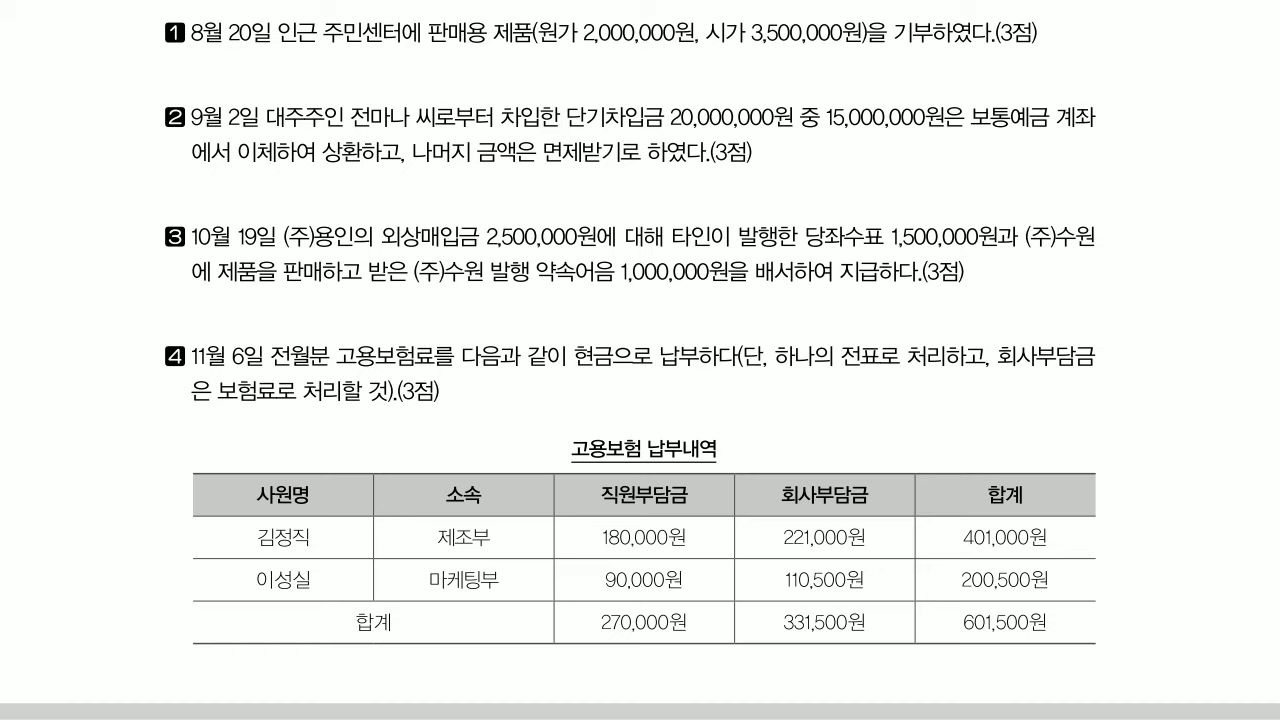 1 8월 20일 인근 주민센터에 판매용 제품(원가 2,000,000원, 시가 3,500,000원)을 기부하였다.(3점)
2 9월 2일 대주주인 전마나 씨로부터 차입한 단기차입금 20,000,000원 중 15,000,000원은 보통예금 계좌
에서 이체하여 상환하고, 나머지 금액은 면제받기로 하였다.(3점)
3 10월 19일 (주)용인의 외상매입금 2,500,000원에 대해 타인이 발행한 당좌수표 1,500,000원과 (주)수원
에 제품을 판매하고 받은 (주)수원 발행 약속어음 1,000,000원을 배서하여 지급하다.(3점)
4 11월 6일 전월분 고용보험료를 다음과 같이 현금으로 납부하다(단, 하나의 전표로 처리하고, 회사부담금
은 보험료로 처리할 것).(3점)
고용보험 납부내역
사원명 소속 직원부담금 회사부담금 합계
김정직 제조부 180,000원 221,000원 401,000원
이성실 마케팅부 90,000원 110,500원 200,500원
합계 270,000원 331,500원 601,500원